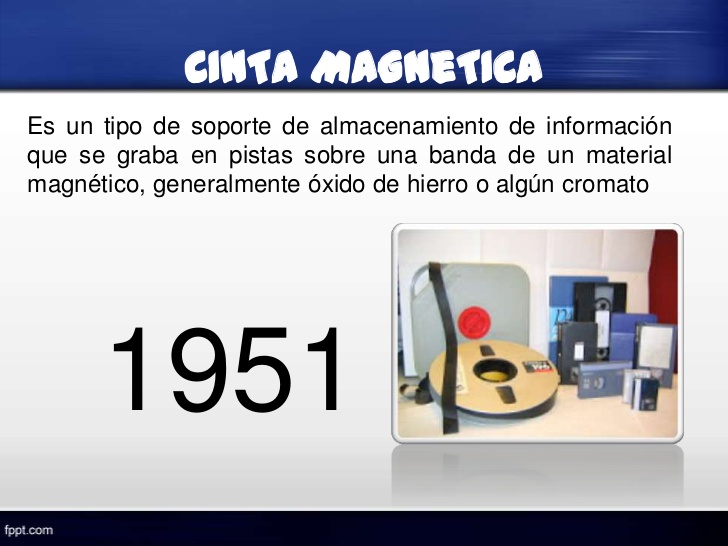 CINTA MAGNETICA
Es un tipo de soporte de almacenamiento de información
que se graba en pistas sobre una banda de un material
magnético, generalmente óxido de hierro o algún cromato
1951
fppt.com